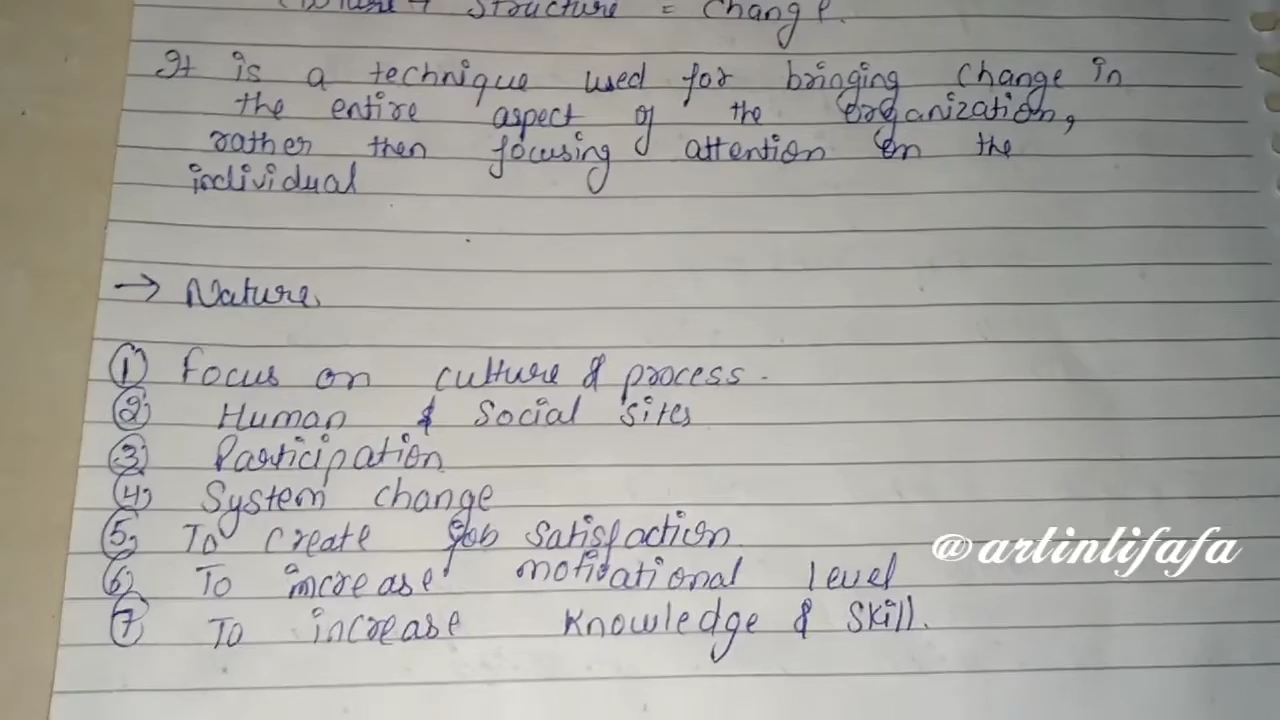 Structure = Change.
It is a technique used for bringing change in
the entire aspect of the organization,
rather then focusing attention on the
individual
→ Nature.
① Focus on culture & process.
② Human & Social sites
③ Participation
④ System change
⑤ To create Job satisfaction
⑥ To increase motivational level
⑦ To increase Knowledge & Skill.
@artinlifafa